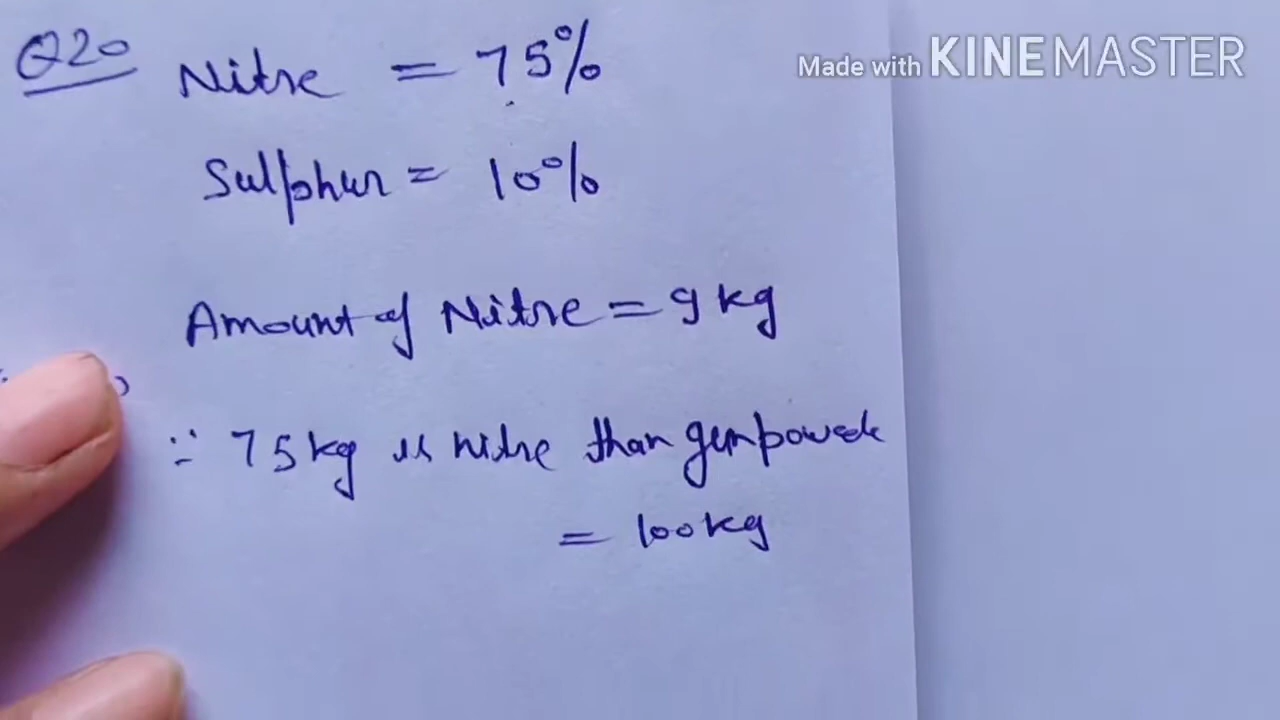 Q20 Nitre = 75%
Made with KINEMASTER
Sulphur = 10%
Amount of Nitre = 9 kg
∵ 75 kg is nitre than gunpowde
= 100 kg